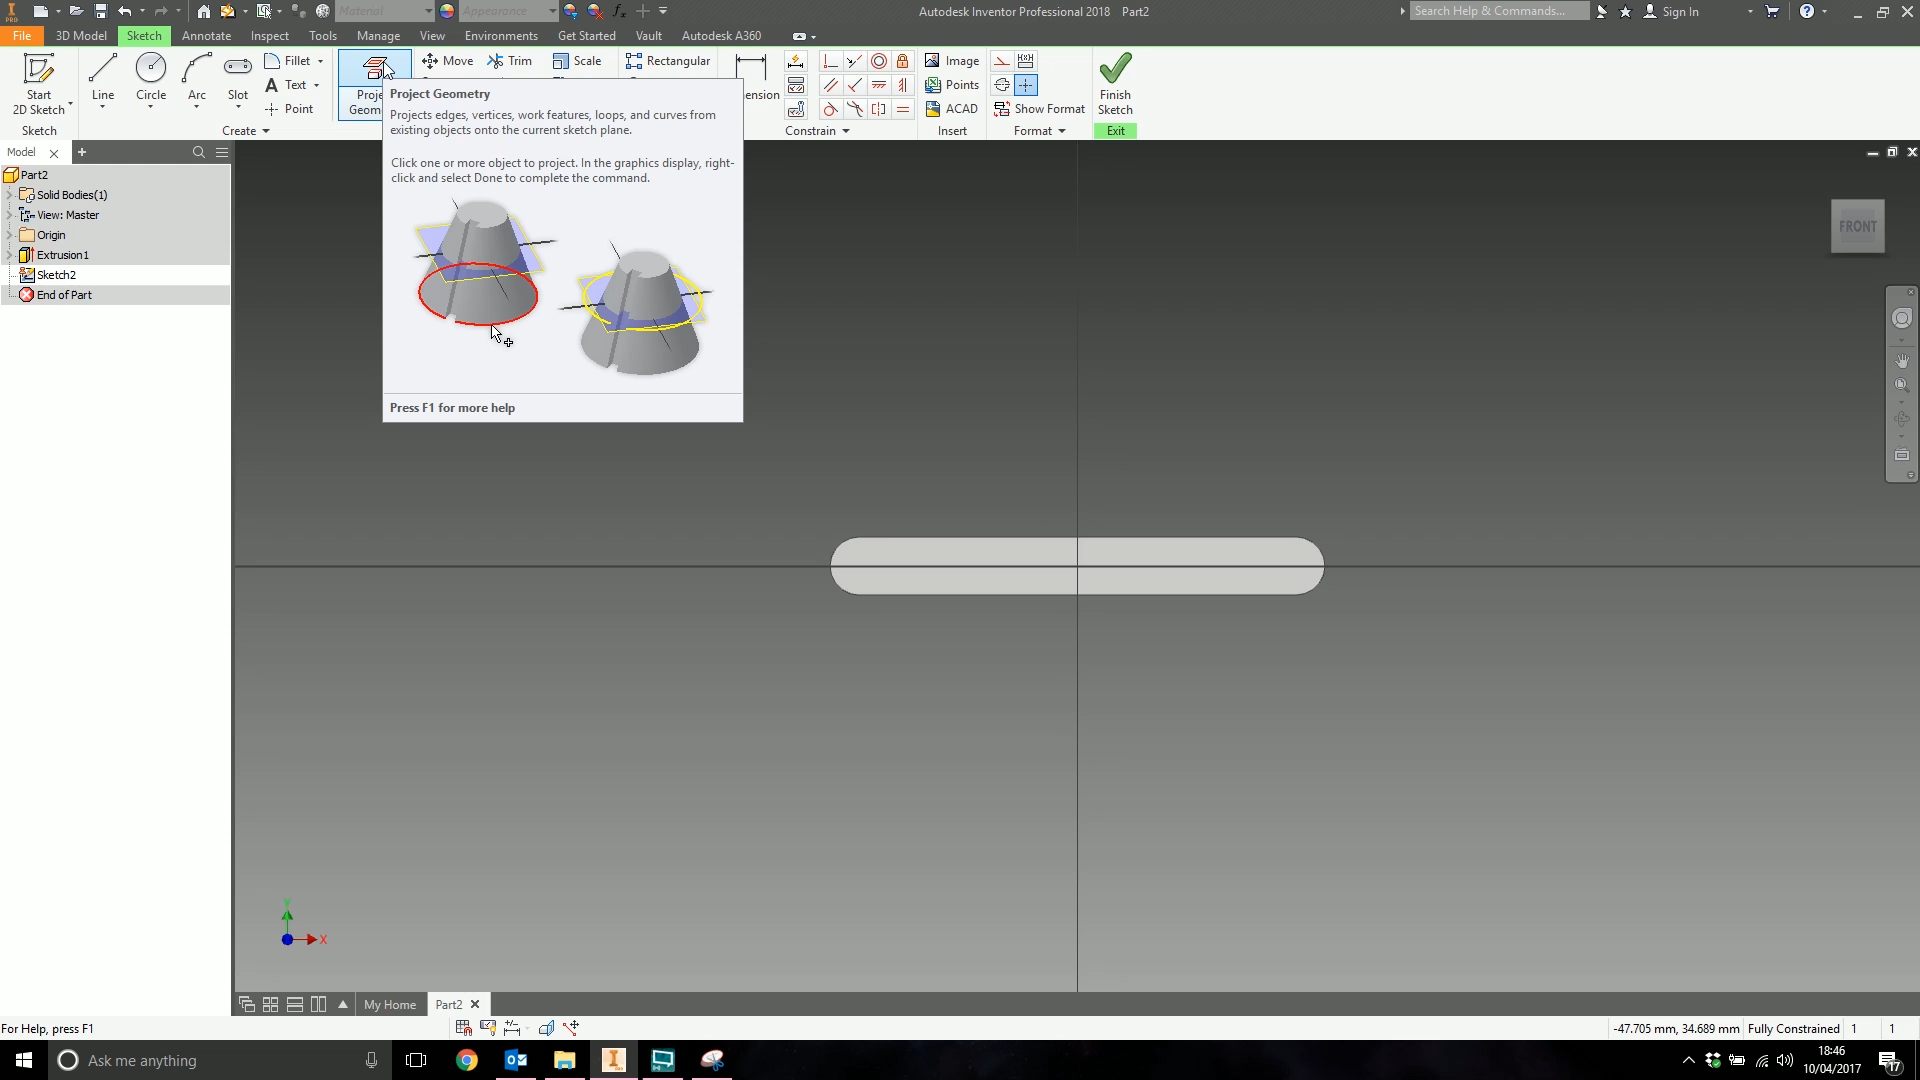 Material
Appearance
Autodesk Inventor Professional 2018 Part2
Search Help & Commands...
Sign In
PRO
File 3D Model Sketch Annotate Inspect Tools Manage View Environments Get Started Vault Autodesk A360
Start
2D Sketch
Line
Circle
Arc
Slot
Fillet
Text
Point
Move
Trim
Scale
Rectangular
Image
Points
ACAD
Show Format
Finish
Sketch
Proje
Geom
ension
Sketch
Create
Constrain
Insert
Format
Exit
Project Geometry
Projects edges, vertices, work features, loops, and curves from
existing objects onto the current sketch plane.
Click one or more object to project. In the graphics display, right-
click and select Done to complete the command.
Press F1 for more help
Model
Part2
Solid Bodies(1)
View: Master
Origin
Extrusion1
Sketch2
End of Part
FRONT
Y
X
My Home
Part2
For Help, press F1
-47.705 mm, 34.689 mm
Fully Constrained
1
1
Ask me anything
18:46
10/04/2017
17